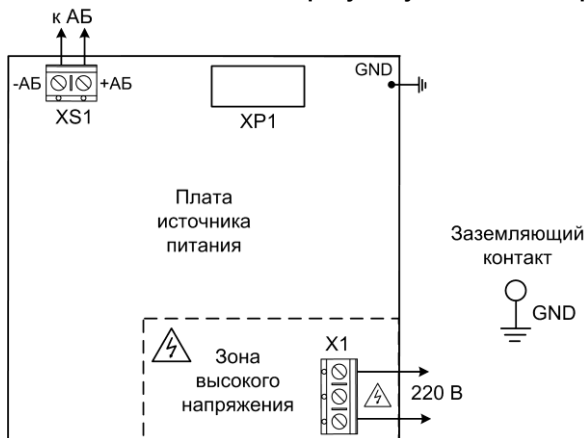 к АБ
-АБ
+АБ
XS1
XP1
GND
Плата
источника
питания
Заземляющий
контакт
GND
X1
Зона
высокого
напряжения
220 В